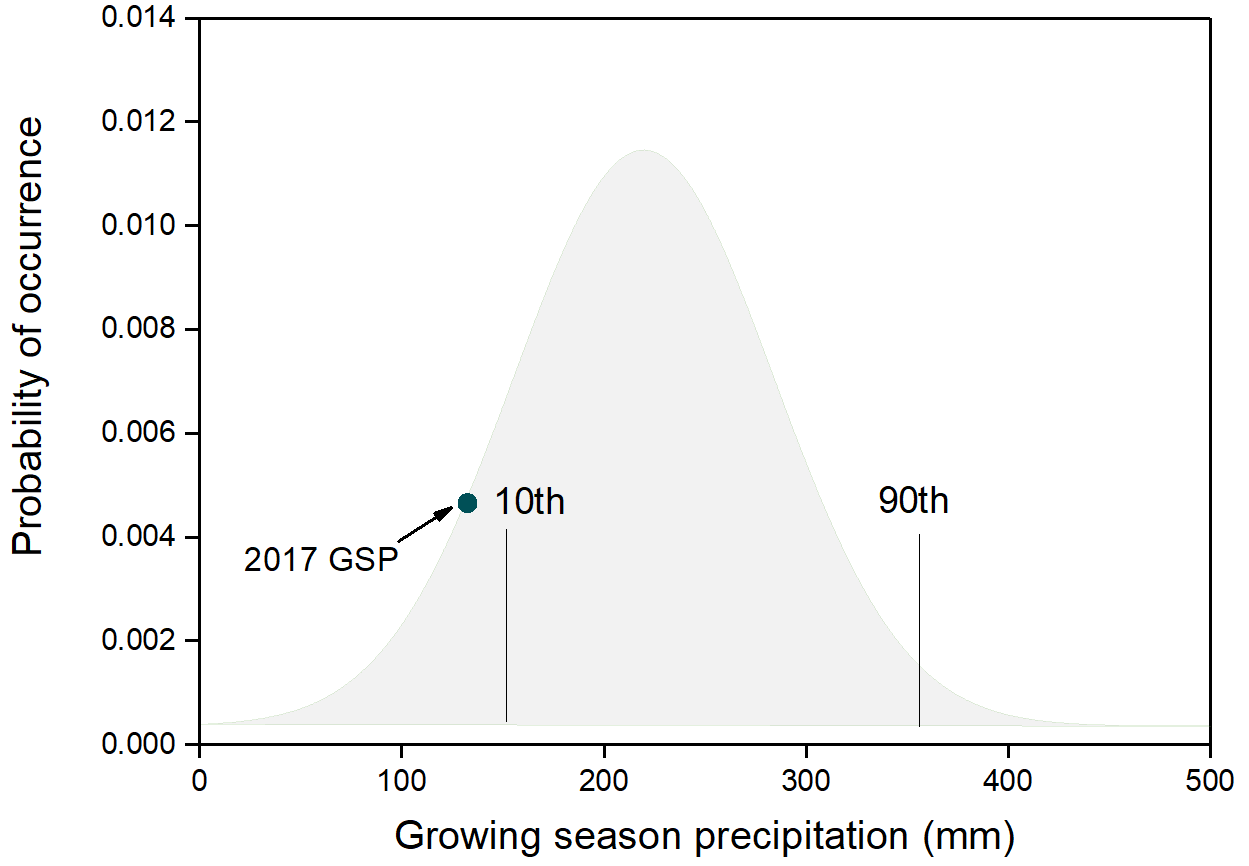 0.014
0.012
0.010
0.008
0.006
0.004
0.002
0.000
Probability of occurrence
10th
90th
2017 GSP
0 100 200 300 400 500
Growing season precipitation (mm)